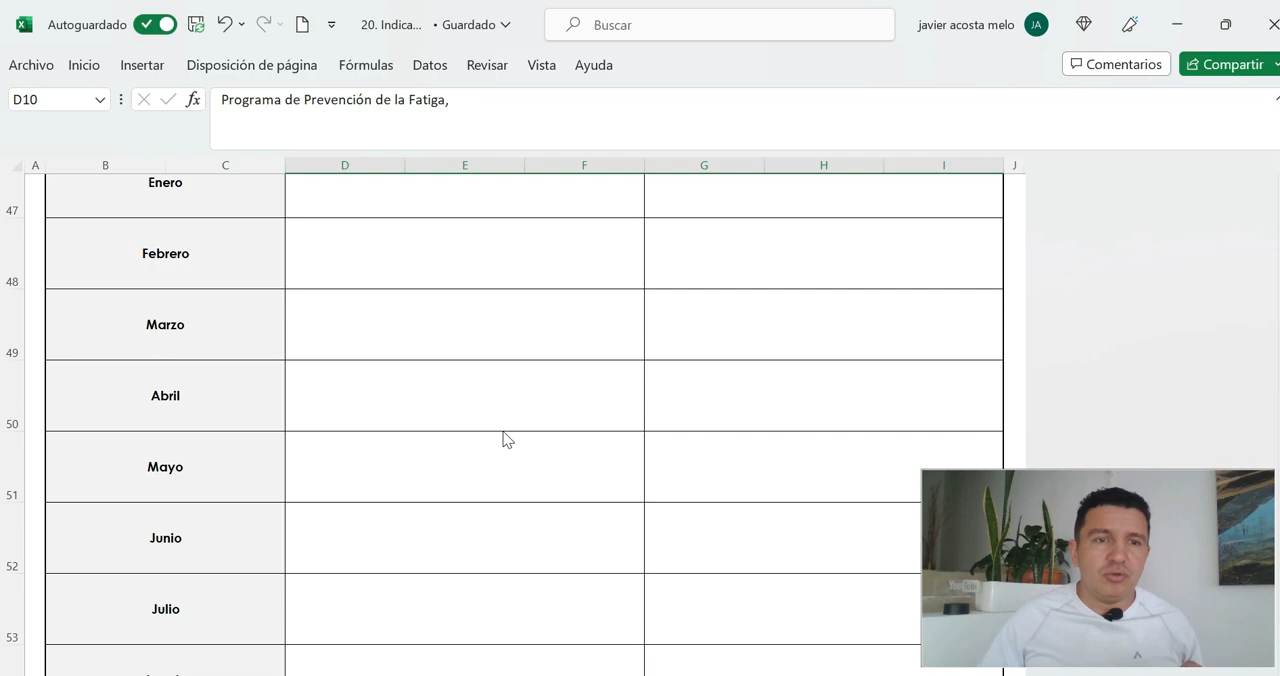 Autoguardado 20. Indica... • Guardado Buscar javier acosta melo JA
Archivo Inicio Insertar Disposición de página Fórmulas Datos Revisar Vista Ayuda Comentarios Compartir
D10 fx Programa de Prevención de la Fatiga,
A B C D E F G H I J
47 Enero
48 Febrero
49 Marzo
50 Abril
51 Mayo
52 Junio
53 Julio